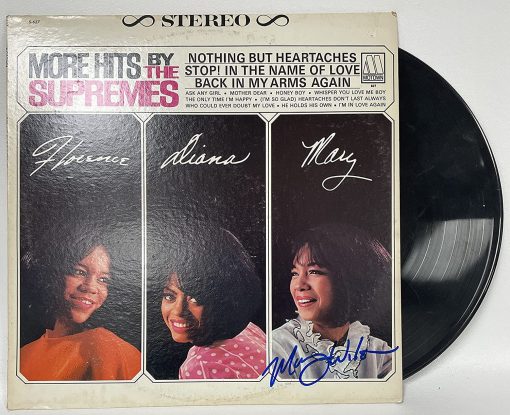 STEREO
S-627
MORE HITS BY THE SUPREMES
NOTHING BUT HEARTACHES
STOP! IN THE NAME OF LOVE
BACK IN MY ARMS AGAIN
ASK ANY GIRL • MOTHER DEAR • HONEY BOY • WHISPER YOU LOVE ME BOY
THE ONLY TIME I'M HAPPY • (I'M SO GLAD) HEARTACHES DON'T LAST ALWAYS
WHO COULD EVER DOUBT MY LOVE • HE HOLDS HIS OWN • I'M IN LOVE AGAIN
MOTOWN
627
Florence
Diana
Mary
Mary Wilson